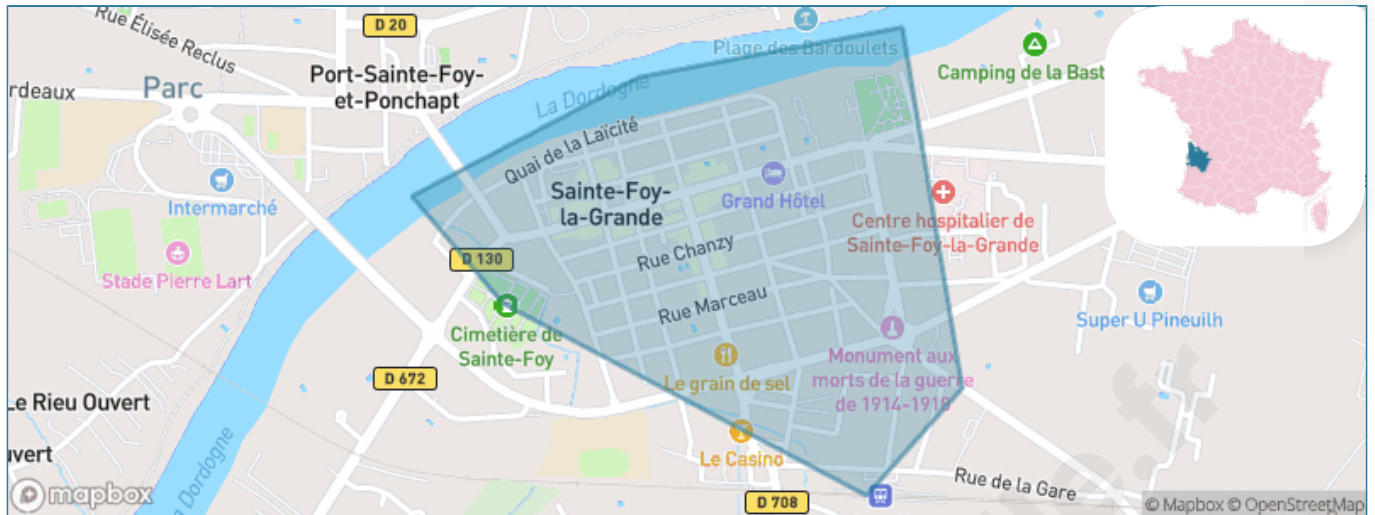 D 20
Rue Élisée Reclus
Plage des Bardoulets
Port-Sainte-Foy-
et-Ponchapt
Camping de la Bast
rdeaux
Parc
La Dordogne
Quai de la Laïcité
Sainte-Foy-
la-Grande
Grand Hôtel
Intermarché
Centre hospitalier de
Sainte-Foy-la-Grande
Rue Chanzy
D 130
Stade Pierre Lart
Rue Marceau
Super U Pineuilh
Cimetière de
Sainte-Foy
Monument aux
morts de la guerre
de 1914-1918
Le grain de sel
D 672
Le Rieu Ouvert
uvert
La Dordogne
Le Casino
Rue de la Gare
D 708
mapbox
© Mapbox © OpenStreetMap